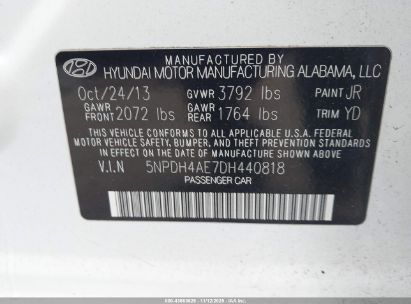 MANUFACTURED BY
HYUNDAI MOTOR MANUFACTURING ALABAMA, LLC
Oct/24/13 GVWR 3792 lbs PAINT JR
GAWR FRONT 2072 lbs GAWR REAR 1764 lbs TRIM YD
THIS VEHICLE CONFORMS TO ALL APPLICABLE U.S. FEDERAL
MOTOR VEHICLE SAFETY, BUMPER, AND THEFT PREVENTION
STANDARDS IN EFFECT ON THE DATE OF MANUFACTURE SHOWN ABOVE.
V.I.N 5NPDH4AE7DH440818
PASSENGER CAR